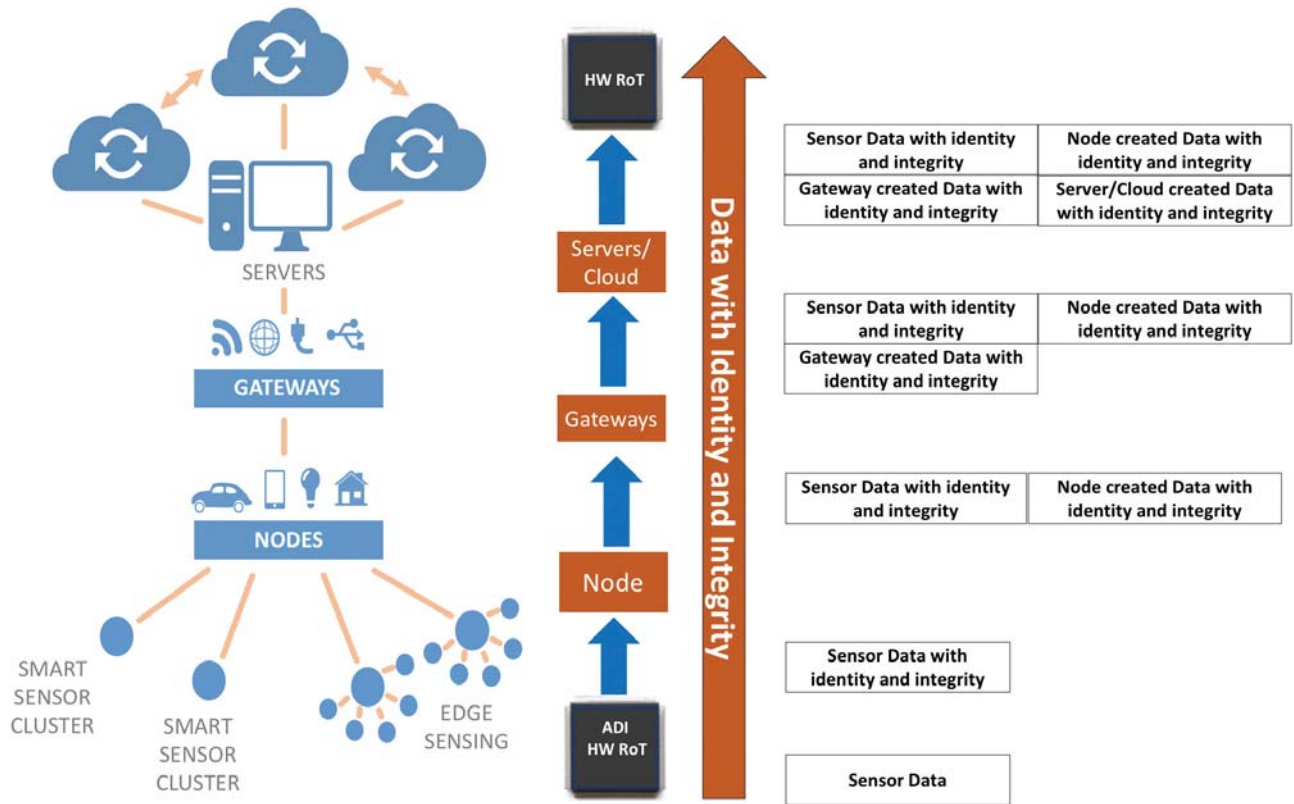 SERVERS
GATEWAYS
NODES
SMART
SENSOR
CLUSTER
SMART
SENSOR
CLUSTER
EDGE
SENSING
HW RoT
Servers/
Cloud
Gateways
Node
ADI
HW RoT
Data with Identity and Integrity
Sensor Data with identity
and integrity
Node created Data with
identity and integrity
Gateway created Data with
identity and integrity
Server/Cloud created Data
with identity and integrity
Sensor Data with identity
and integrity
Node created Data with
identity and integrity
Gateway created Data with
identity and integrity
Sensor Data with identity
and integrity
Node created Data with
identity and integrity
Sensor Data with
identity and integrity
Sensor Data